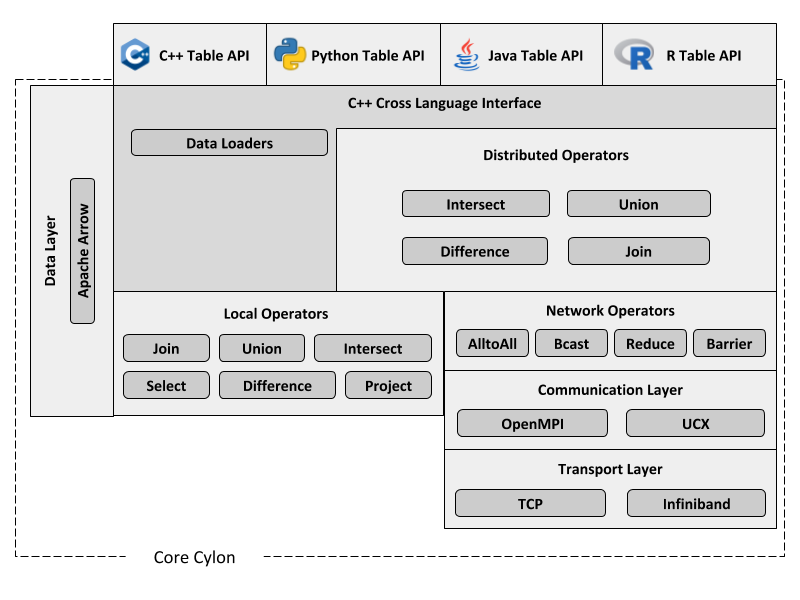 C++ Table API
Python Table API
Java Table API
R Table API
C++ Cross Language Interface
Data Layer
Apache Arrow
Data Loaders
Distributed Operators
Intersect
Union
Difference
Join
Local Operators
Join
Union
Intersect
Select
Difference
Project
Network Operators
AlltoAll
Bcast
Reduce
Barrier
Communication Layer
OpenMPI
UCX
Transport Layer
TCP
Infiniband
Core Cylon